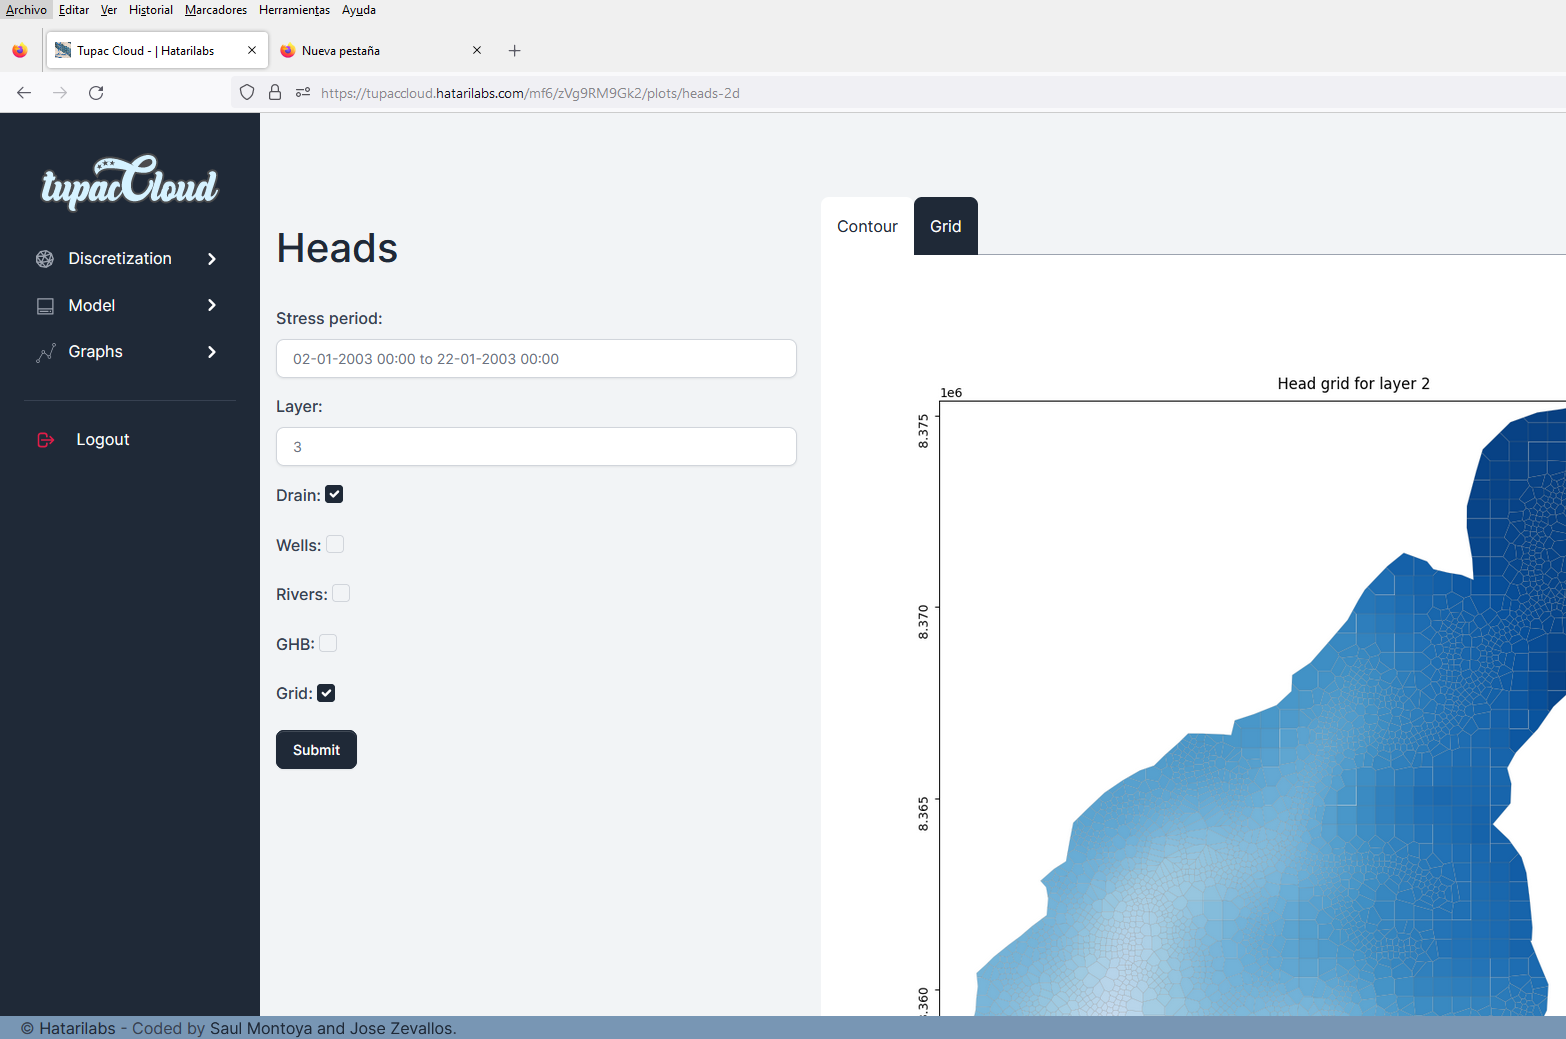 Archivo Editar Ver Historial Marcadores Herramientas Ayuda
Tupac Cloud - | Hatarilabs
Nueva pestaña
https://tupaccloud.hatarilabs.com/mf6/zVg9RM9Gk2/plots/heads-2d
tupacCloud
Discretization
Model
Graphs
Logout
Heads
Stress period:
02-01-2003 00:00 to 22-01-2003 00:00
Layer:
3
Drain:
Wells:
Rivers:
GHB:
Grid:
Submit
Contour
Grid
Head grid for layer 2
1e6
8.375
8.370
8.365
.360
© Hatarilabs - Coded by Saul Montoya and Jose Zevallos.